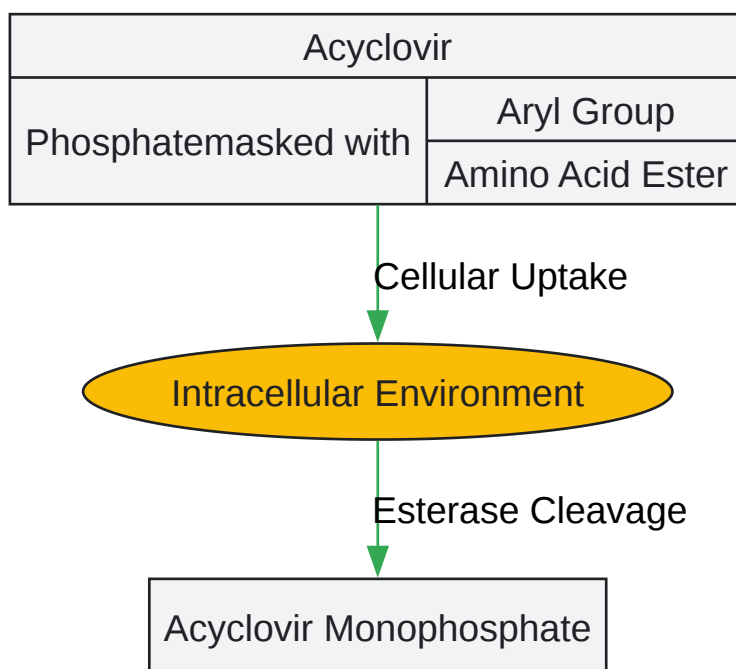 Acyclovir
Phosphatemasked with
Aryl Group
Amino Acid Ester
Cellular Uptake
Intracellular Environment
Esterase Cleavage
Acyclovir Monophosphate